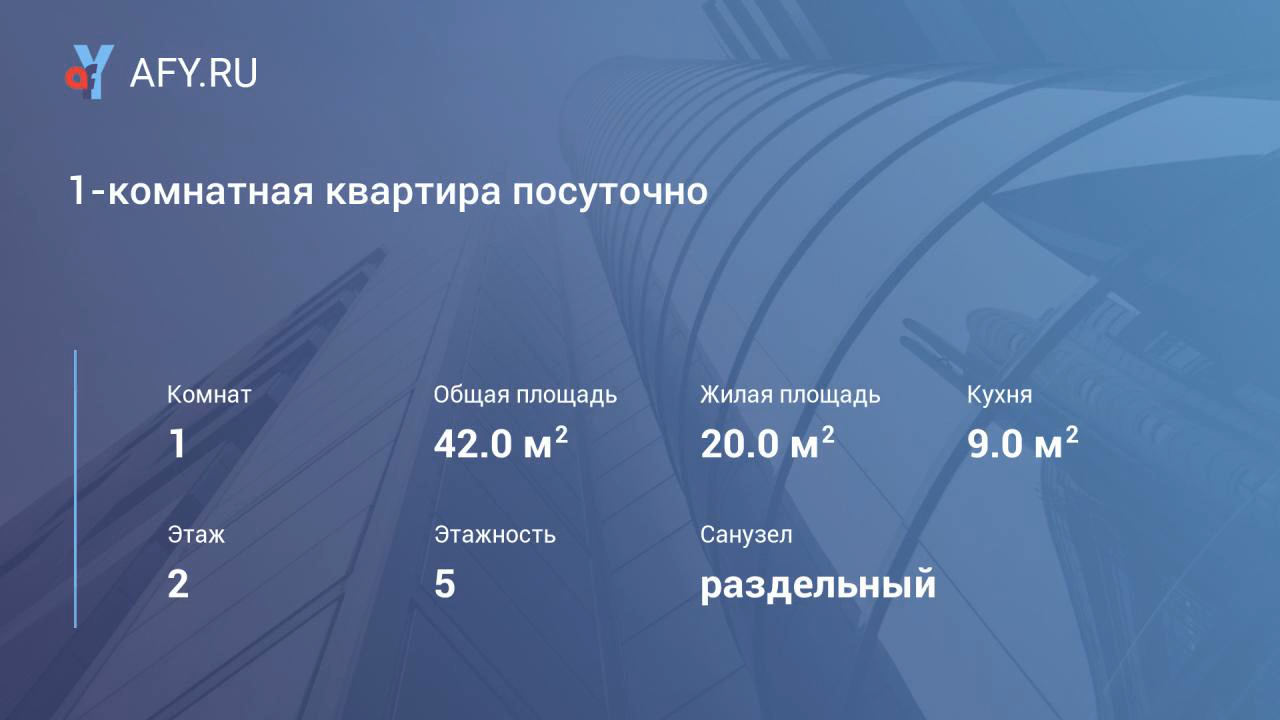 AFY.RU
1-комнатная квартира посуточно
Комнат
1
Общая площадь
42.0 м²
Жилая площадь
20.0 м²
Кухня
9.0 м²
Этаж
2
Этажность
5
Санузел
раздельный